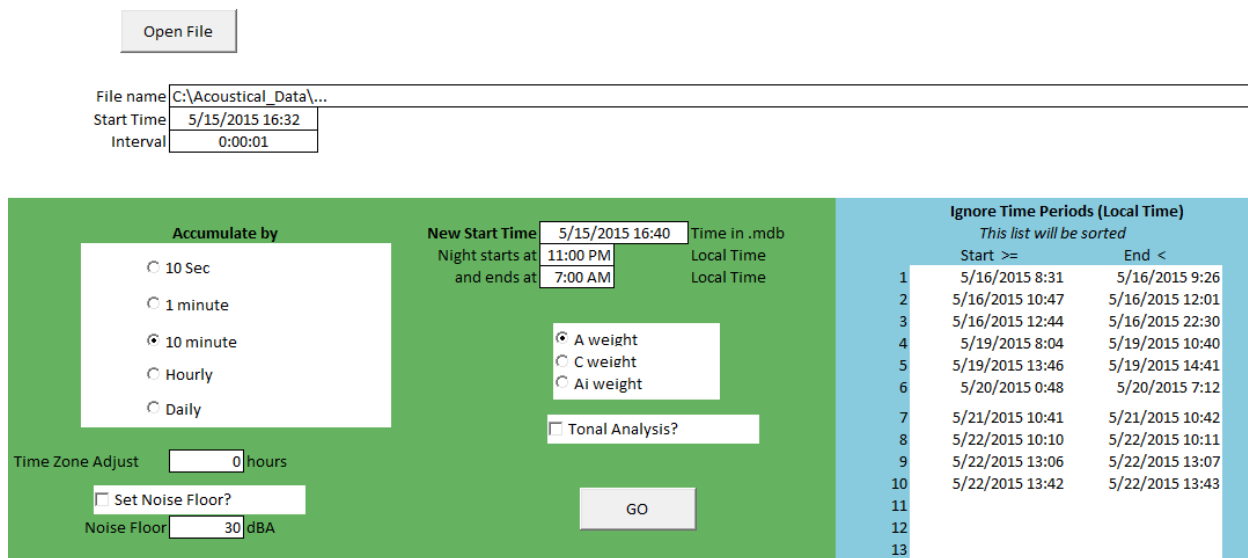 Open File
File name C:\Acoustical_Data\...
Start Time 5/15/2015 16:32
Interval 0:00:01
Accumulate by
10 Sec
1 minute
10 minute
Hourly
Daily
Time Zone Adjust 0 hours
Set Noise Floor?
Noise Floor 30 dBA
New Start Time 5/15/2015 16:40 Time in .mdb
Night starts at 11:00 PM Local Time
and ends at 7:00 AM Local Time
A weight
C weight
Ai weight
Tonal Analysis?
GO
Ignore Time Periods (Local Time)
This list will be sorted
Start >= End <
1 5/16/2015 8:31 5/16/2015 9:26
2 5/16/2015 10:47 5/16/2015 12:01
3 5/16/2015 12:44 5/16/2015 22:30
4 5/19/2015 8:04 5/19/2015 10:40
5 5/19/2015 13:46 5/19/2015 14:41
6 5/20/2015 0:48 5/20/2015 7:12
7 5/21/2015 10:41 5/21/2015 10:42
8 5/22/2015 10:10 5/22/2015 10:11
9 5/22/2015 13:06 5/22/2015 13:07
10 5/22/2015 13:42 5/22/2015 13:43
11
12
13